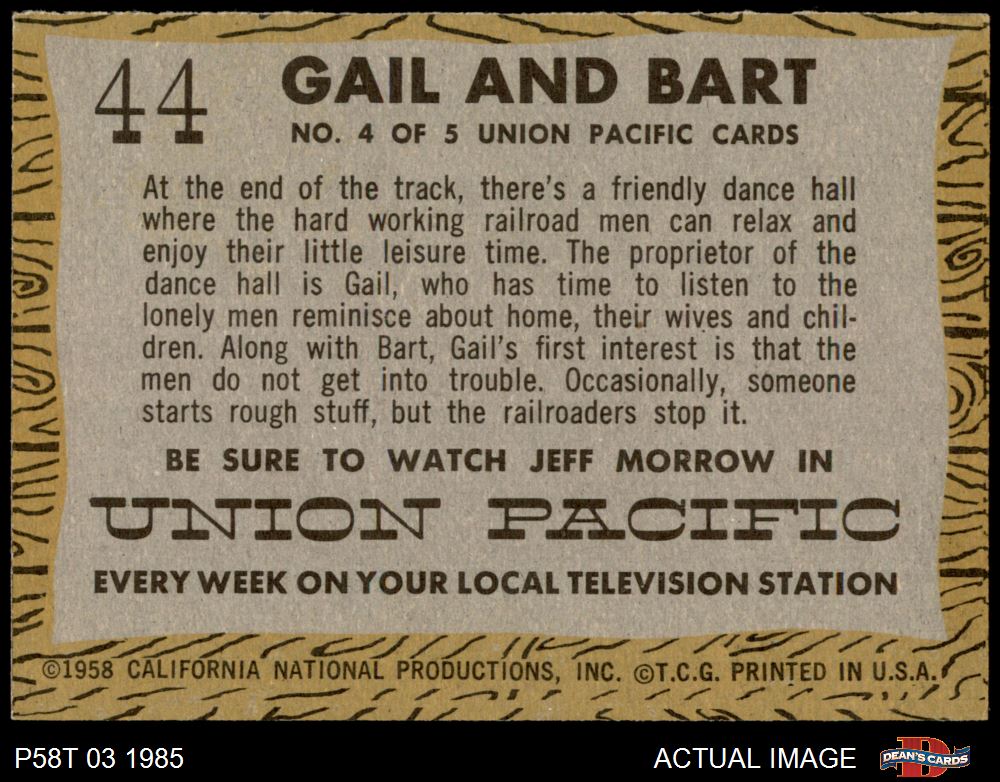 44
GAIL AND BART
NO. 4 OF 5 UNION PACIFIC CARDS
At the end of the track, there's a friendly dance hall
where the hard working railroad men can relax and
enjoy their little leisure time. The proprietor of the
dance hall is Gail, who has time to listen to the
lonely men reminisce about home, their wives and chil-
dren. Along with Bart, Gail's first interest is that the
men do not get into trouble. Occasionally, someone
starts rough stuff, but the railroaders stop it.
BE SURE TO WATCH JEFF MORROW IN
UNION PACIFIC
EVERY WEEK ON YOUR LOCAL TELEVISION STATION
©1958 CALIFORNIA NATIONAL PRODUCTIONS, INC. ©T.C.G. PRINTED IN U.S.A.
P58T 03 1985
ACTUAL IMAGE
D
DEAN'S CARDS